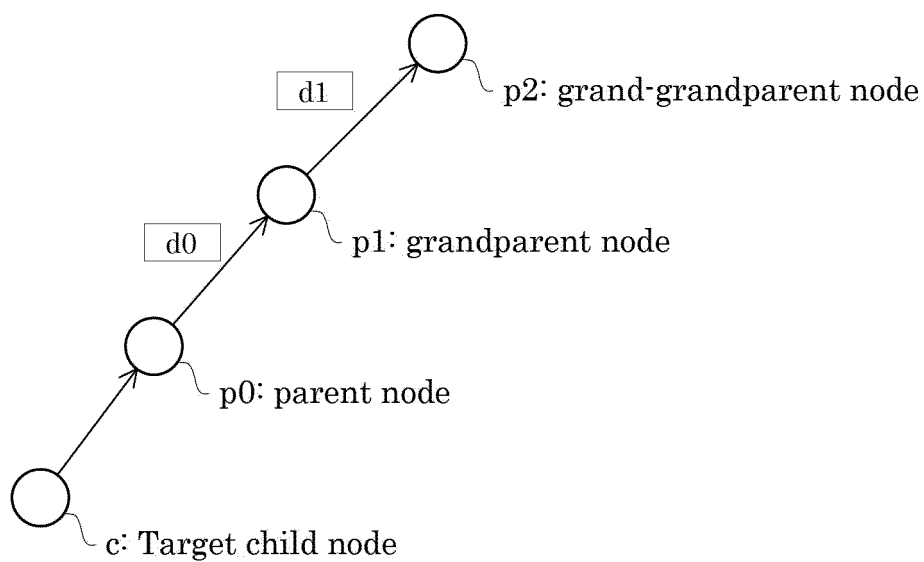 d1
p2: grand-grandparent node
d0
p1: grandparent node
p0: parent node
c: Target child node